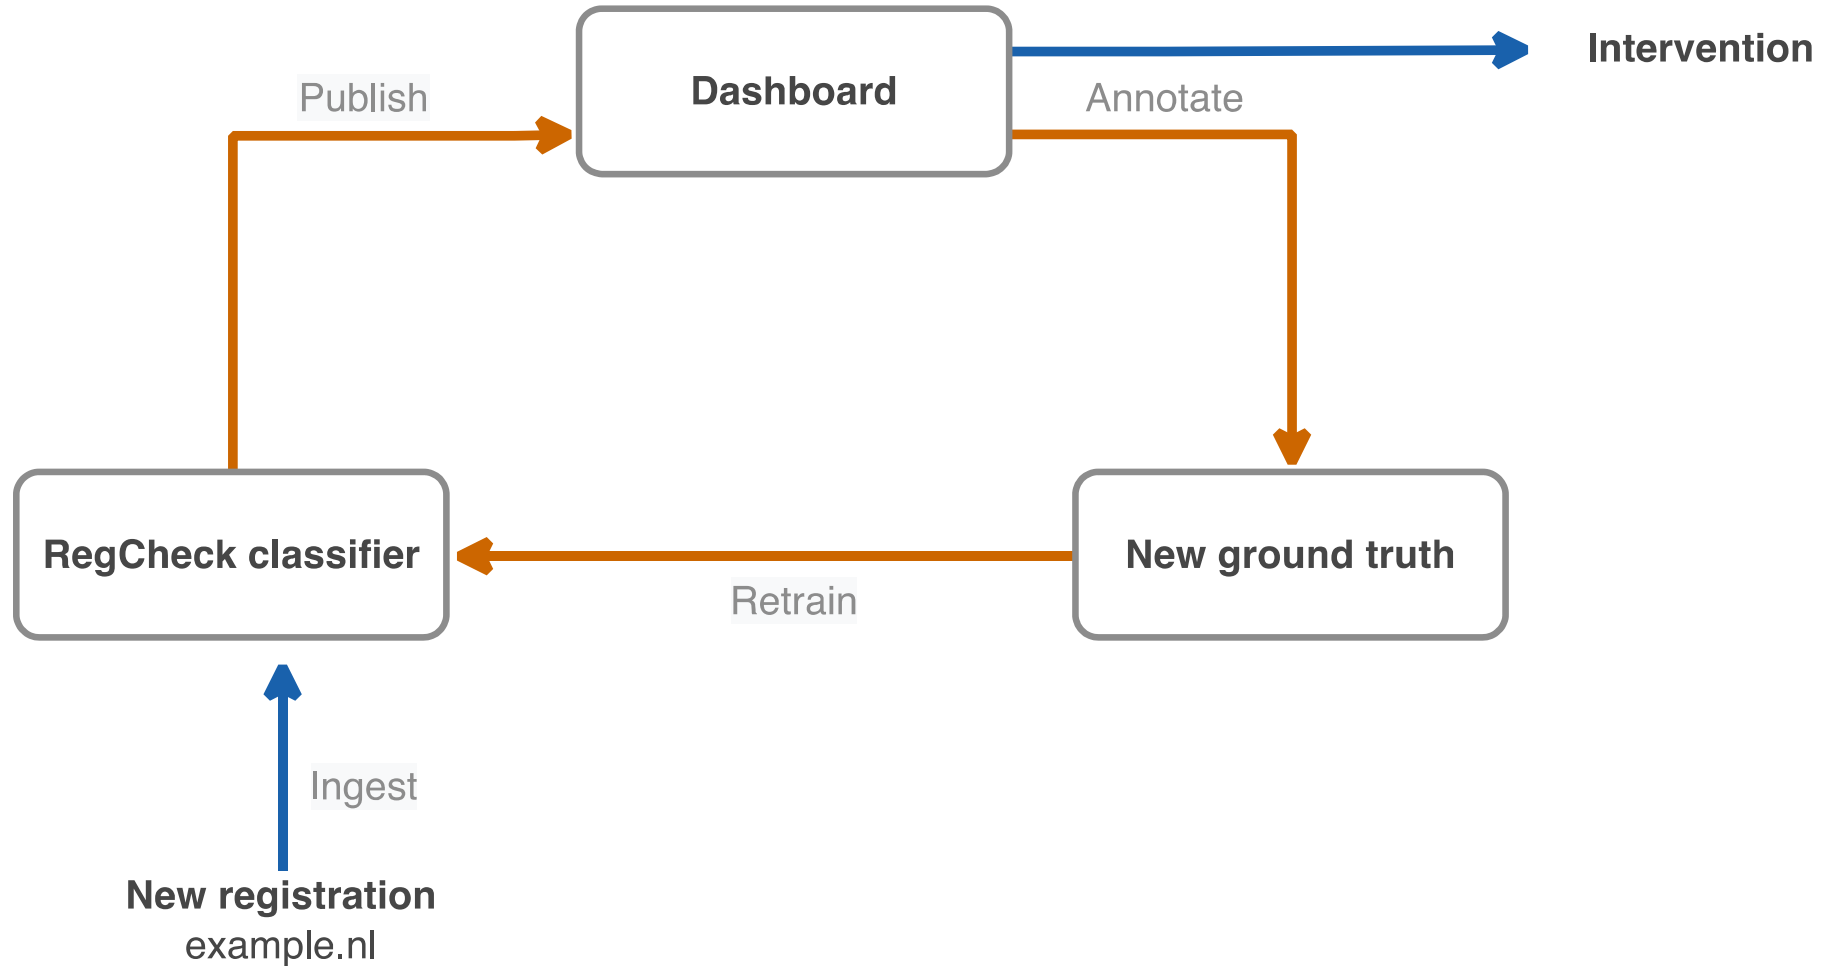 Intervention
Dashboard
Publish
Annotate
RegCheck classifier
New ground truth
Retrain
Ingest
New registration
example.nl